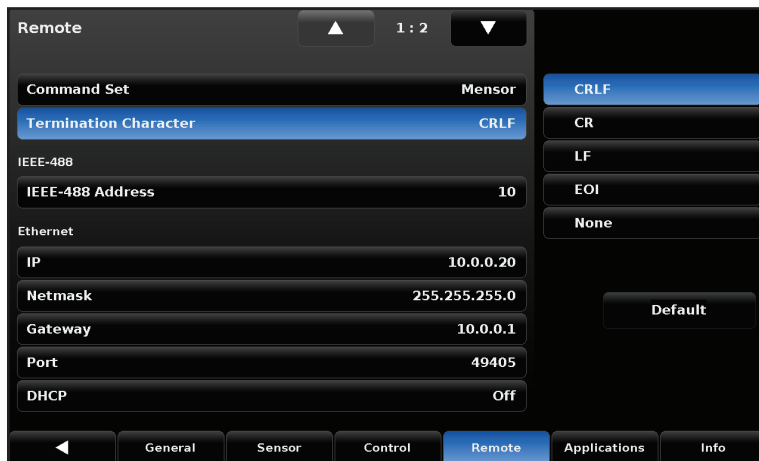 Remote
1 : 2
Command Set Mensor
Termination Character CRLF
IEEE-488
IEEE-488 Address 10
Ethernet
IP 10.0.0.20
Netmask 255.255.255.0
Gateway 10.0.0.1
Port 49405
DHCP Off
CRLF
CR
LF
EOI
None
Default
General Sensor Control Remote Applications Info